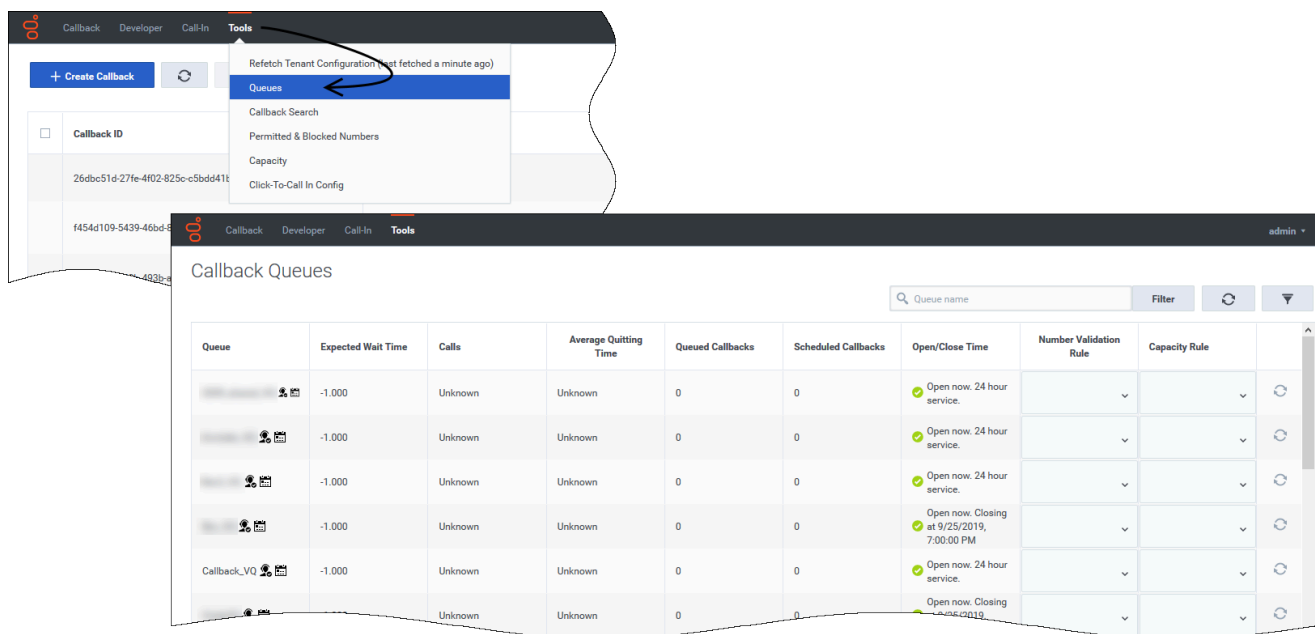 Callback Developer Call-In Tools
Refetch Tenant Configuration (last fetched a minute ago)
+ Create Callback
Queues
Callback Search
Callback ID
Permitted & Blocked Numbers
Capacity
26dbc51d-27fe-4f02-825c-c5bdd41b
Click-To-Call In Config
f454d109-5439-46bd-8
-493b-a
Callback Developer Call-In Tools admin
Callback Queues
Queue name Filter
Queue Expected Wait Time Calls Average Quitting Time Queued Callbacks Scheduled Callbacks Open/Close Time Number Validation Rule Capacity Rule
-1.000 Unknown Unknown 0 0 Open now. 24 hour
service.
-1.000 Unknown Unknown 0 0 Open now. 24 hour
service.
-1.000 Unknown Unknown 0 0 Open now. 24 hour
service.
-1.000 Unknown Unknown 0 0 Open now. Closing
at 9/25/2019,
7:00:00 PM
Callback_VQ -1.000 Unknown Unknown 0 0 Open now. 24 hour
service.
Unknown Unknown 0 0 Open now. Closing